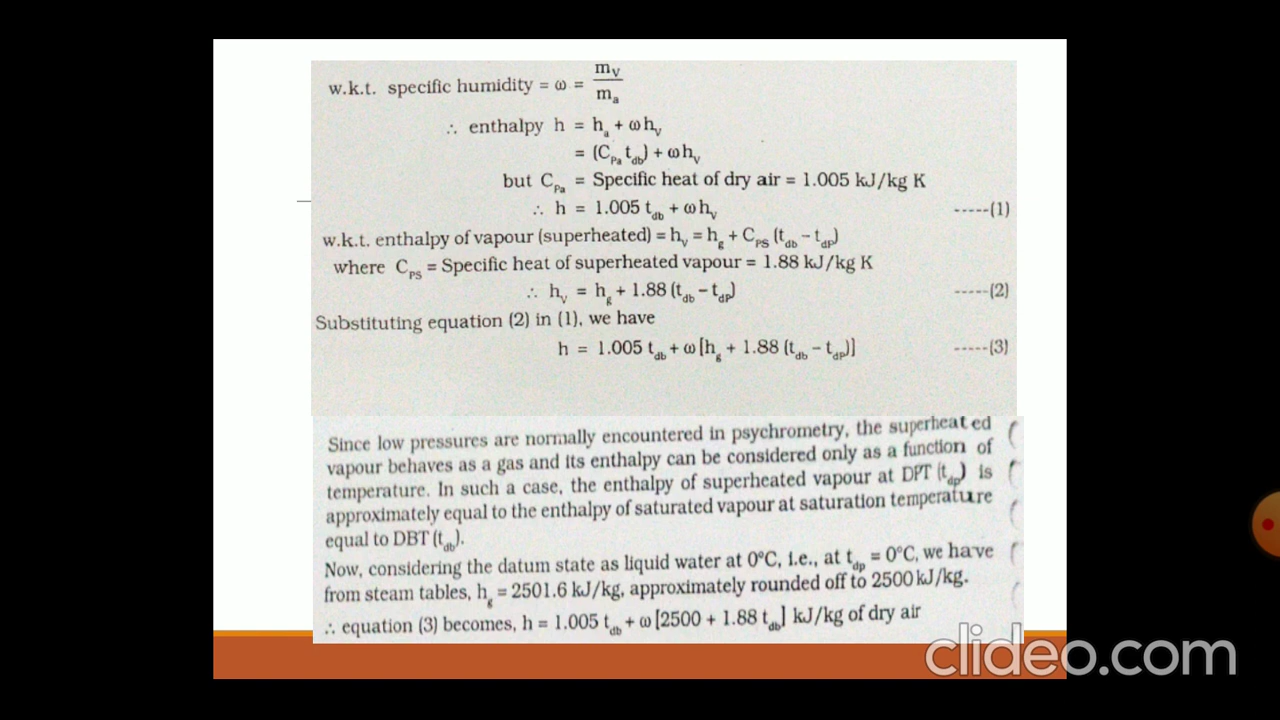 w.k.t. specific humidity = ω = m_v / m_a
∴ enthalpy h = h_a + ωh_v
= (C_Pa t_db) + ωh_v
but C_Pa = Specific heat of dry air = 1.005 kJ/kg K
∴ h = 1.005 t_db + ωh_v -----(1)
w.k.t. enthalpy of vapour (superheated) = h_v = h_g + C_PS (t_db – t_dP)
where C_PS = Specific heat of superheated vapour = 1.88 kJ/kg K
∴ h_v = h_g + 1.88 (t_db – t_dP) -----(2)
Substituting equation (2) in (1), we have
h = 1.005 t_db + ω [h_g + 1.88 (t_db – t_dP)] -----(3)
Since low pressures are normally encountered in psychrometry, the superheated
vapour behaves as a gas and its enthalpy can be considered only as a function of
temperature. In such a case, the enthalpy of superheated vapour at DPT (t_dp) is
approximately equal to the enthalpy of saturated vapour at saturation temperature
equal to DBT (t_db).
Now, considering the datum state as liquid water at 0°C, i.e., at t_dp = 0°C, we have
from steam tables, h_g = 2501.6 kJ/kg, approximately rounded off to 2500 kJ/kg.
∴ equation (3) becomes, h = 1.005 t_db + ω [2500 + 1.88 t_db] kJ/kg of dry air
clideo.com